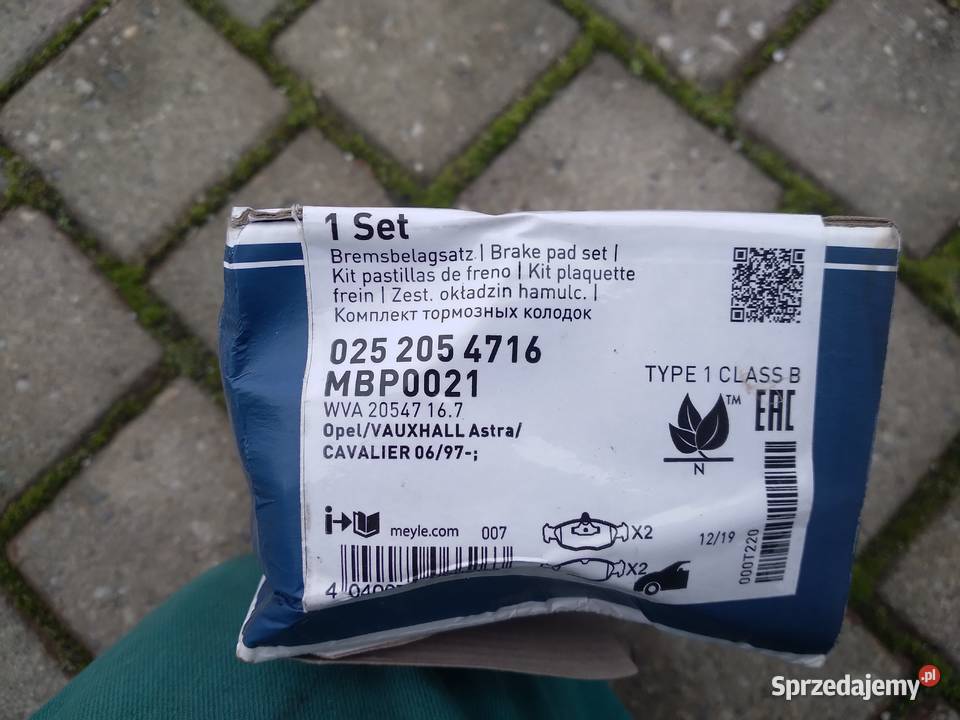 1 Set
Bremsbelagsatz | Brake pad set |
Kit pastillas de freno | Kit plaquette
frein | Zest. okładzin hamulc. |
Комплект тормозных колодок
025 205 4716
MBP0021
WVA 20547 16.7
Opel/VAUXHALL Astra/
CAVALIER 06/97-;
TYPE 1 CLASS B
TM
EAC
N
meyle.com 007
X2
12/19
X2
000T220
Sprzedajemy.pl